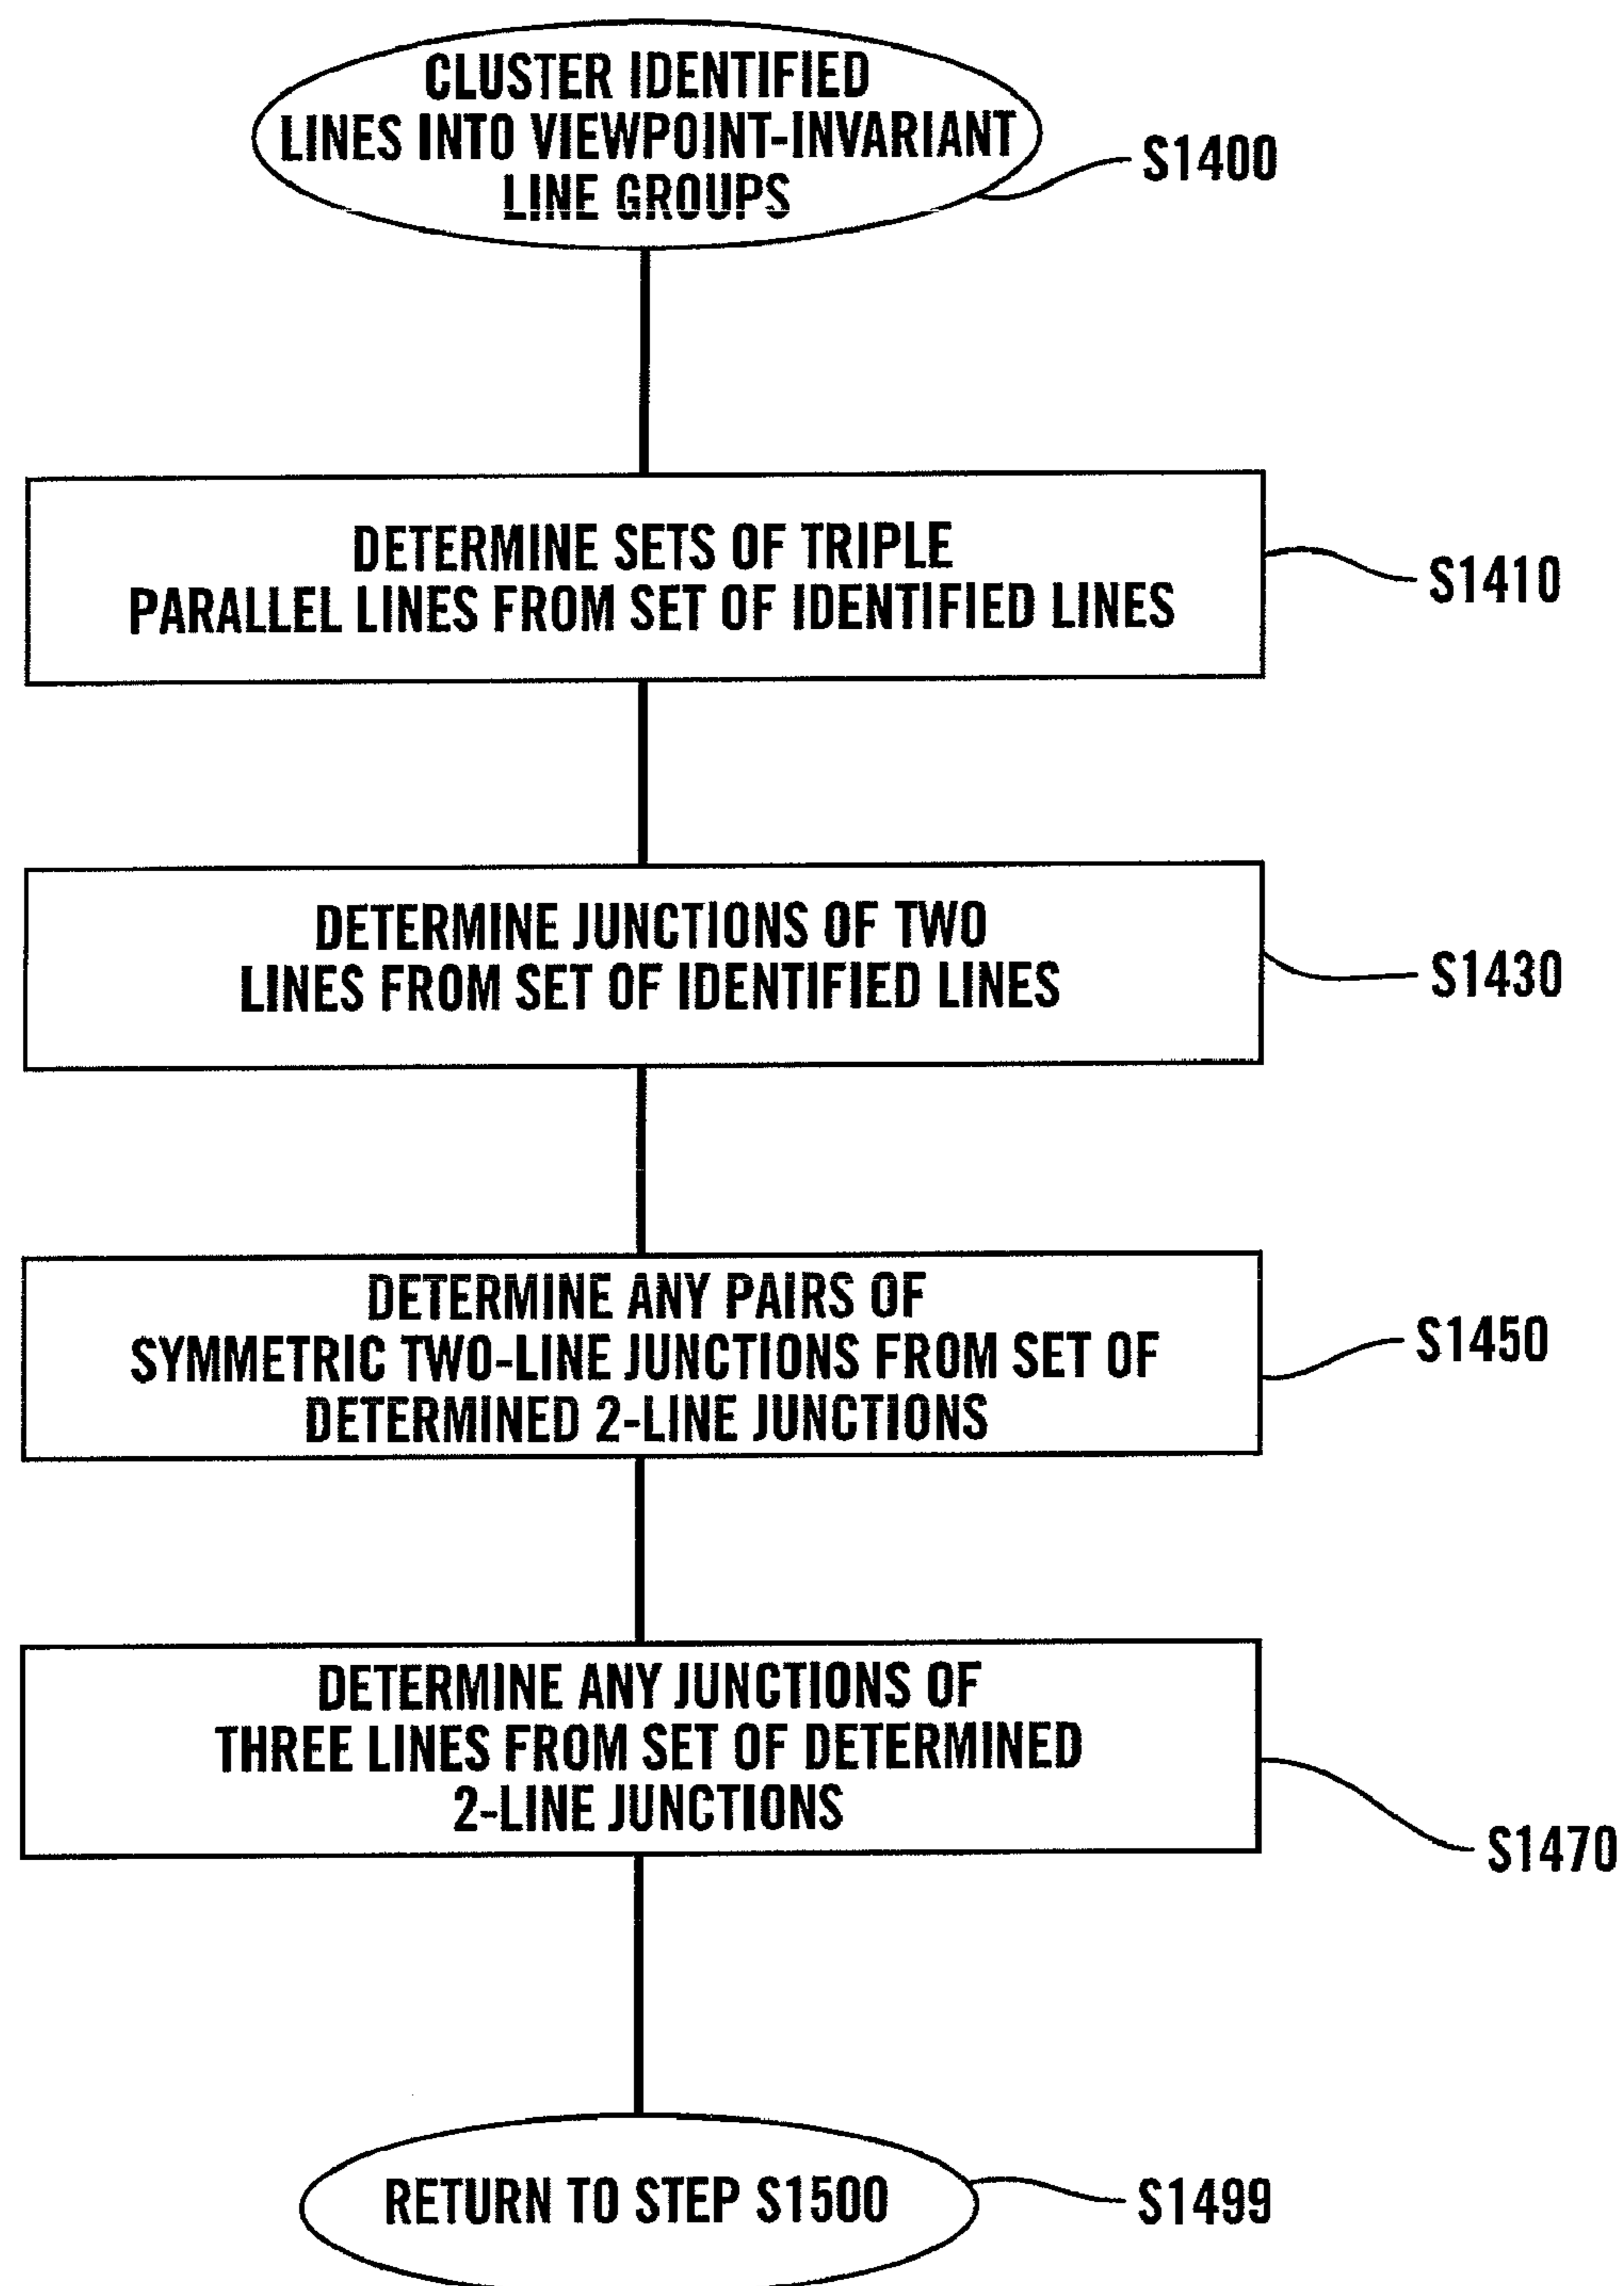 CLUSTER IDENTIFIED
LINES INTO VIEWPOINT-INVARIANT
LINE GROUPS
S1400
DETERMINE SETS OF TRIPLE
PARALLEL LINES FROM SET OF IDENTIFIED LINES
S1410
DETERMINE JUNCTIONS OF TWO
LINES FROM SET OF IDENTIFIED LINES
S1430
DETERMINE ANY PAIRS OF
SYMMETRIC TWO-LINE JUNCTIONS FROM SET OF
DETERMINED 2-LINE JUNCTIONS
S1450
DETERMINE ANY JUNCTIONS OF
THREE LINES FROM SET OF DETERMINED
2-LINE JUNCTIONS
S1470
RETURN TO STEP S1500
S1499